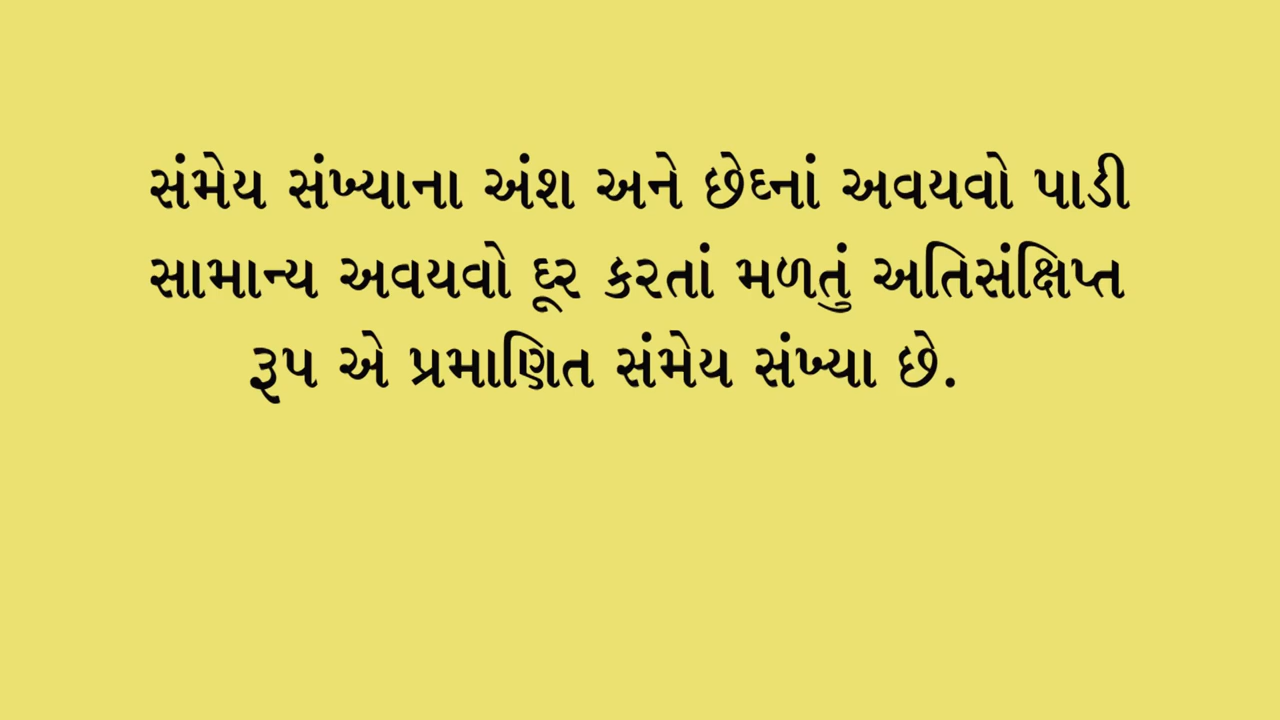 સંમેય સંખ્યાના અંશ અને છેદનાં અવયવો પાડી
સામાન્ય અવયવો દૂર કરતાં મળતું અતિસંક્ષિપ્ત
રૂપ એ પ્રમાણિત સંમેય સંખ્યા છે.